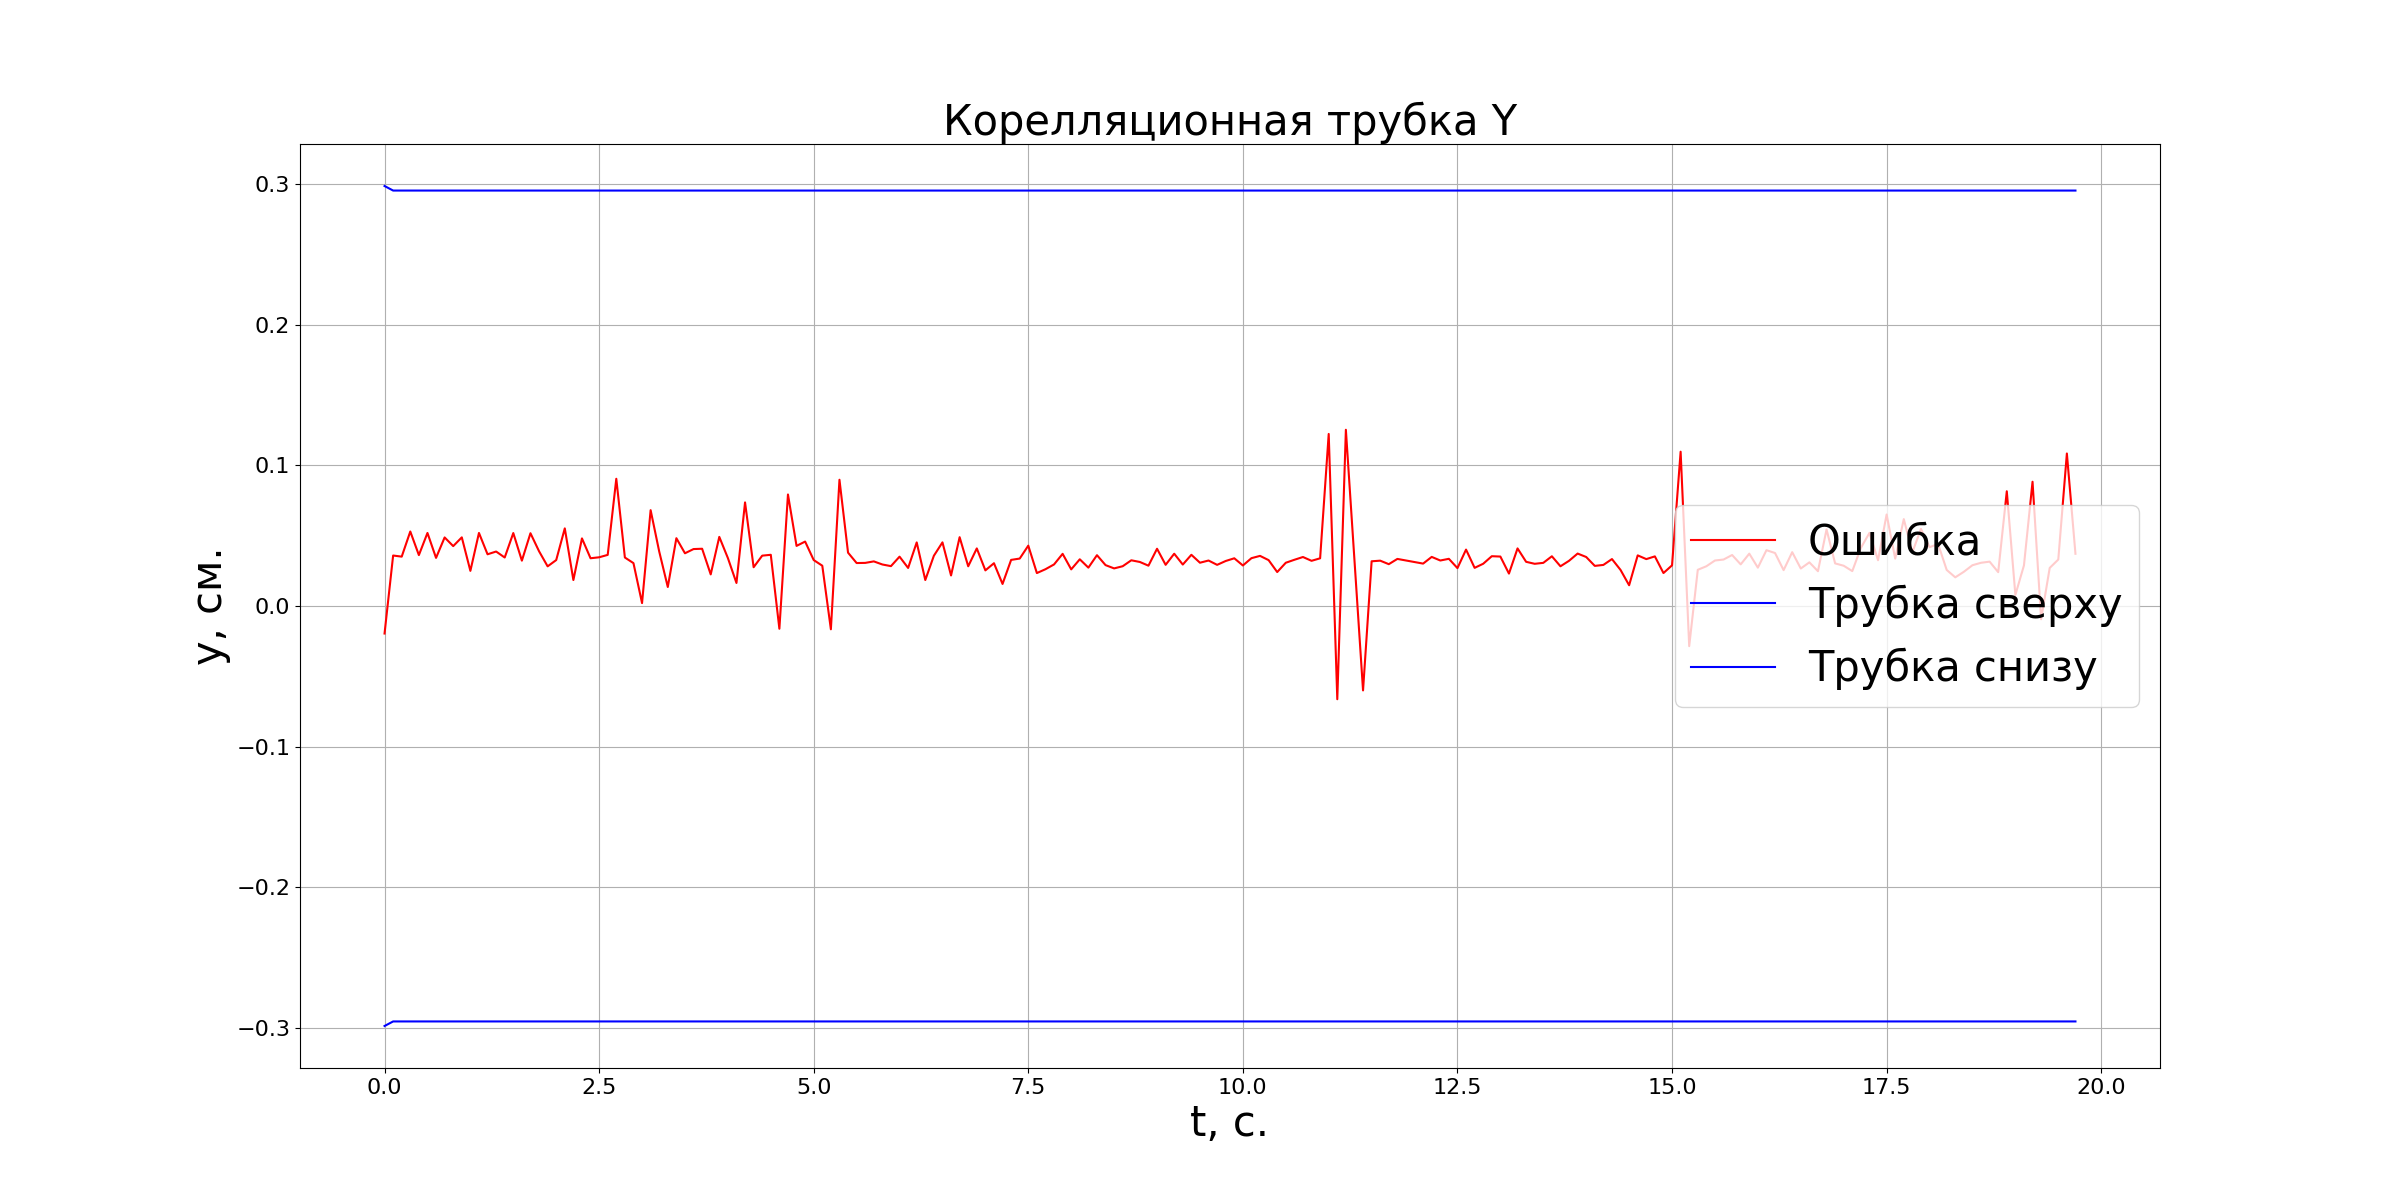 Корелляционная трубка Y
у, см.
0.3
0.2
0.1
0.0
−0.1
−0.2
−0.3
Ошибка
Трубка сверху
Трубка снизу
0.0 2.5 5.0 7.5 10.0 12.5 15.0 17.5 20.0
t, с.